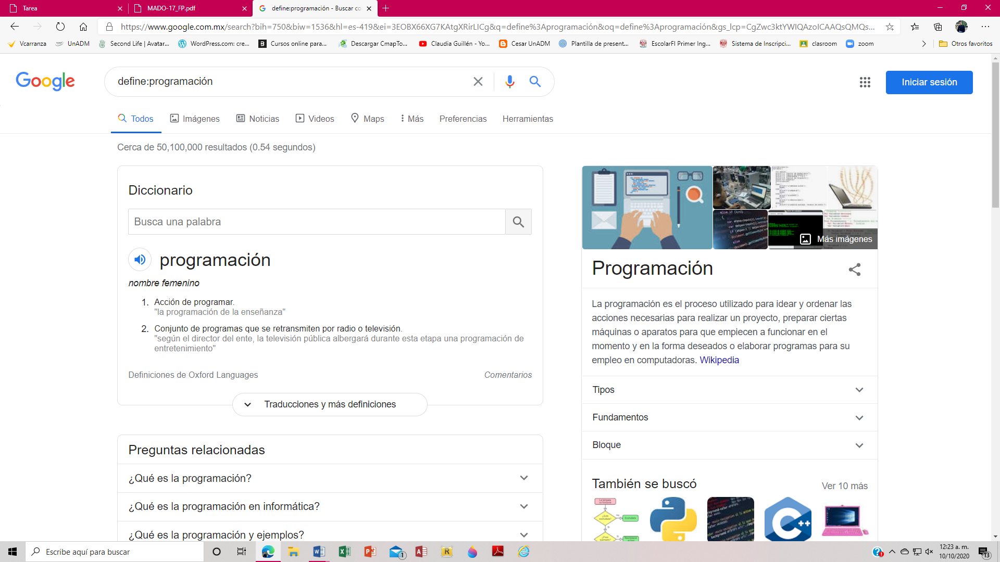 Tarea
MADO-17_FP.pdf
define:programación - Buscar co
https://www.google.com.mx/search?bih=750&biw=1536&hl=es-419&ei=3EOBX66XG7KAtgXRirLICg&q=define%3Aprogramación&oq=define%3Aprogramación&gs_lcp=CgZwc3ktYWIQAzoICAAQsQMQs...
Vcarranza
UnADM
Second Life | Avatar...
WordPress.com: cre...
Cursos online para...
Descargar CmapTo...
Claudia Guillén - Yo...
Cesar UnADM
Plantilla de present...
EscolarFI Primer Ing...
Sistema de Inscripci...
clasroom
zoom
Otros favoritos
Google
define:programación
Iniciar sesión
Todos
Imágenes
Noticias
Videos
Maps
Más
Preferencias
Herramientas
Cerca de 50,100,000 resultados (0.54 segundos)
Diccionario
Busca una palabra
programación
nombre femenino
1. Acción de programar.
"la programación de la enseñanza"
2. Conjunto de programas que se retransmiten por radio o televisión.
"según el director del ente, la televisión pública albergará durante esta etapa una programación de
entretenimiento"
Definiciones de Oxford Languages
Comentarios
Traducciones y más definiciones
Preguntas relacionadas
¿Qué es la programación?
¿Qué es la programación en informática?
¿Qué es la programación y ejemplos?
Más imágenes
Programación
La programación es el proceso utilizado para idear y ordenar las
acciones necesarias para realizar un proyecto, preparar ciertas
máquinas o aparatos para que empiecen a funcionar en el
momento y en la forma deseados o elaborar programas para su
empleo en computadoras. Wikipedia
Tipos
Fundamentos
Bloque
También se buscó
Ver 10 más
C++
Escribe aquí para buscar
1
12:23 a. m.
10/10/2020
13